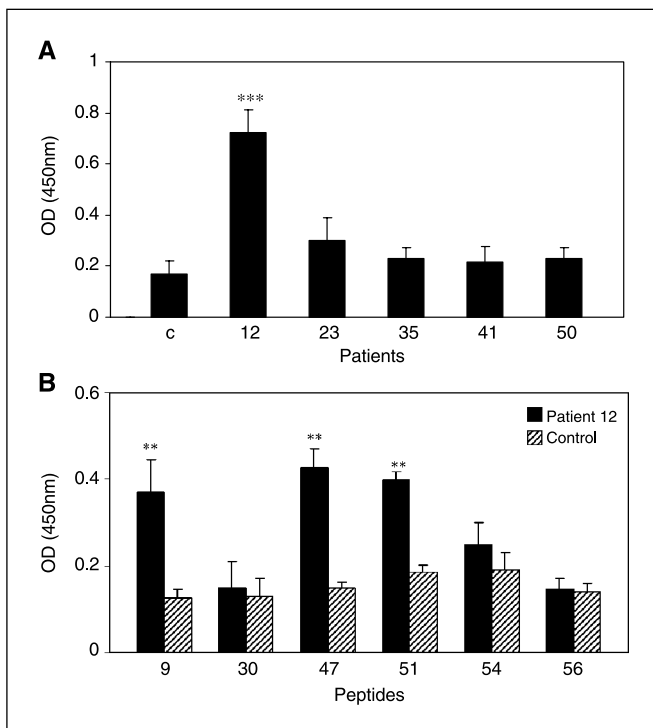 A
1
0.8
0.6
0.4
0.2
0
OD (450nm)
***
c 12 23 35 41 50
Patients
B
0.6
0.4
0.2
0
OD (450nm)
** ** **
Patient 12
Control
9 30 47 51 54 56
Peptides